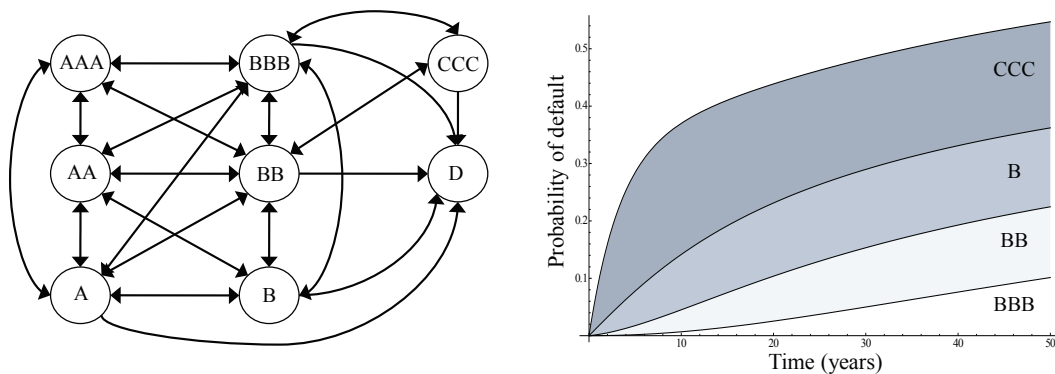 AAA
BBB
CCC
AA
BB
D
A
B
Probability of default
0.5
0.4
0.3
0.2
0.1
CCC
B
BB
BBB
10
20
30
40
50
Time (years)